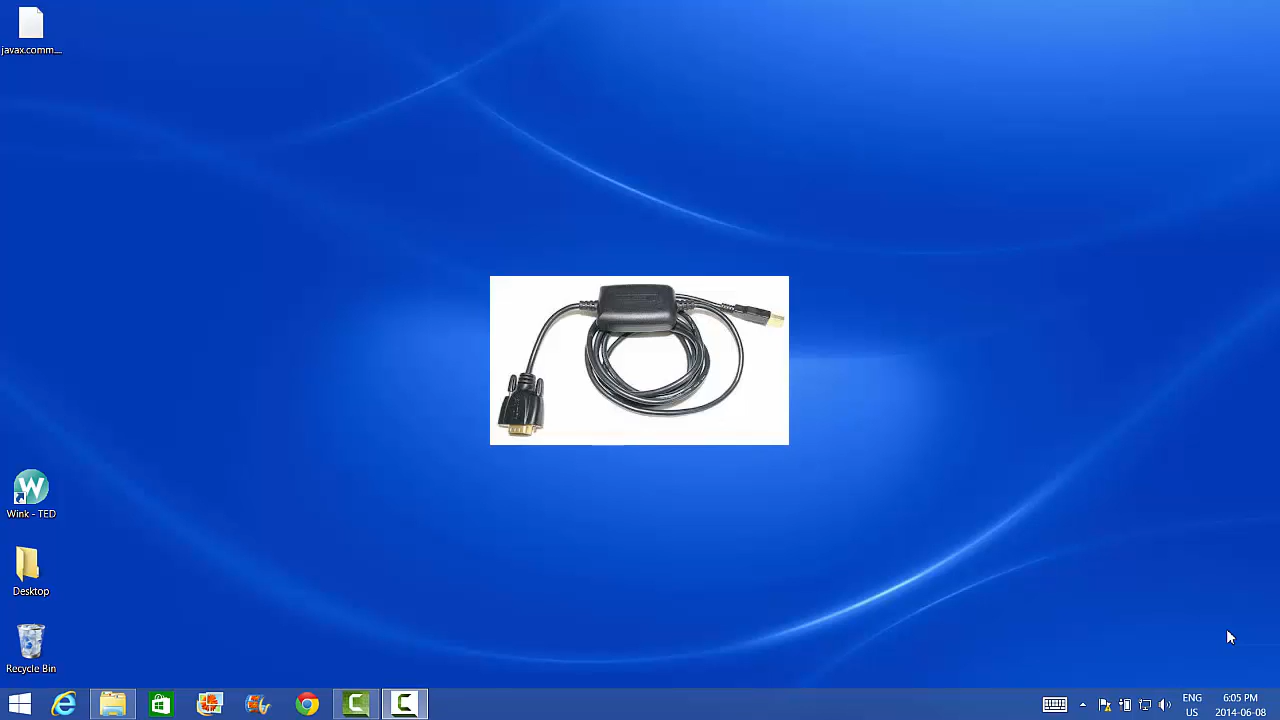 javax.comm....
Wink - TED
Desktop
Recycle Bin
ENG
US
6:05 PM
2014-06-08